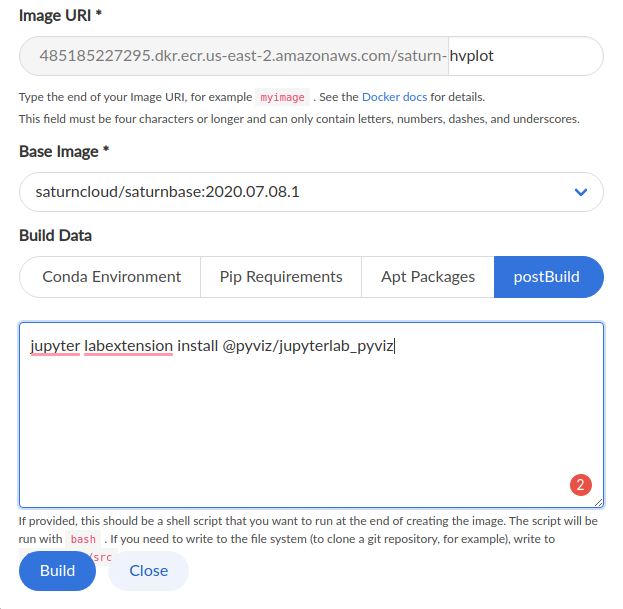 Image URI *
485185227295.dkr.ecr.us-east-2.amazonaws.com/saturn-hvplot
Type the end of your Image URI, for example myimage . See the Docker docs for details.
This field must be four characters or longer and can only contain letters, numbers, dashes, and underscores.
Base Image *
saturncloud/saturnbase:2020.07.08.1
Build Data
Conda Environment Pip Requirements Apt Packages postBuild
jupyter labextension install @pyviz/jupyterlab_pyviz
2
If provided, this should be a shell script that you want to run at the end of creating the image. The script will be
run with bash . If you need to write to the file system (to clone a git repository, for example), write to
/src
Build Close